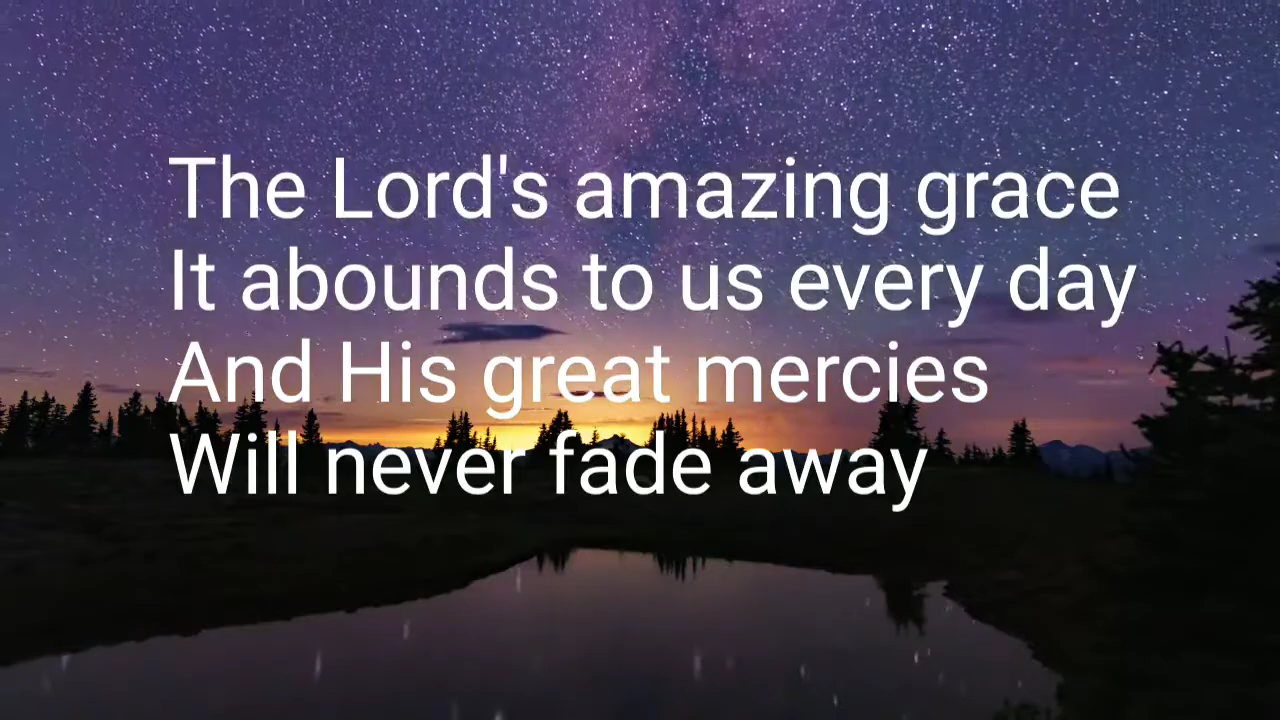 The Lord's amazing grace
It abounds to us every day
And His great mercies
Will never fade away